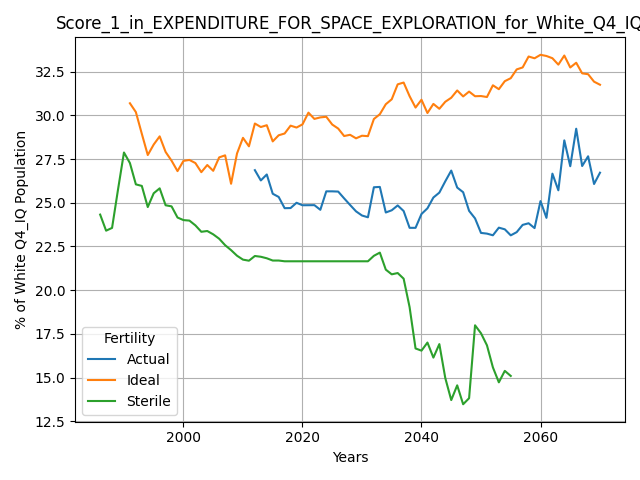 Score_1_in_EXPENDITURE_FOR_SPACE_EXPLORATION_for_White_Q4_IQ
% of White Q4_IQ Population
32.5
30.0
27.5
25.0
22.5
20.0
17.5
15.0
12.5
Fertility
Actual
Ideal
Sterile
2000
2020
2040
2060
Years